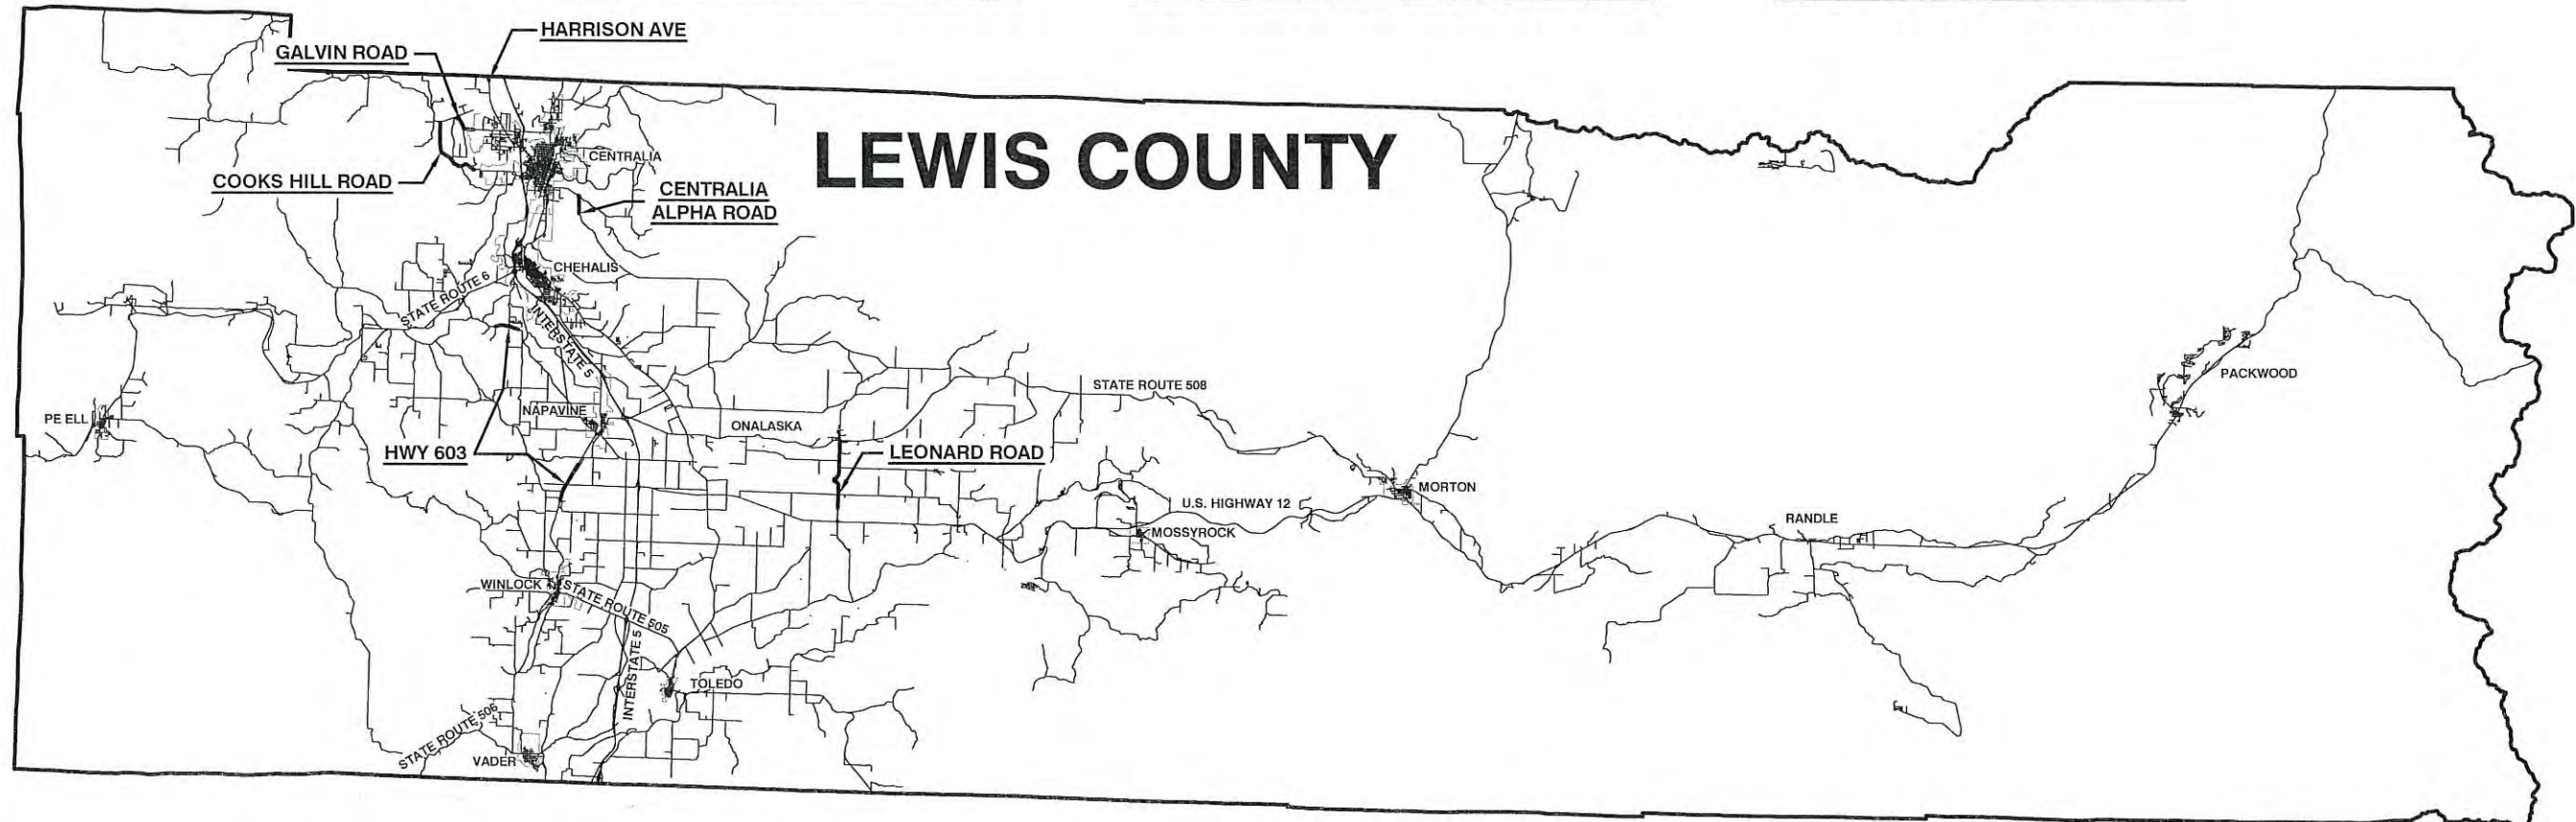 HARRISON AVE
GALVIN ROAD
LEWIS COUNTY
CENTRALIA
COOKS HILL ROAD
CENTRALIA
ALPHA ROAD
CHEHALIS
STATE ROUTE 6
INTERSTATE 5
PACKWOOD
STATE ROUTE 508
NAPAVINE
PE ELL
ONALASKA
HWY 603
LEONARD ROAD
MORTON
U.S. HIGHWAY 12
RANDLE
MOSSYROCK
WINLOCK
STATE ROUTE 505
INTERSTATE 5
TOLEDO
STATE ROUTE 506
VADER